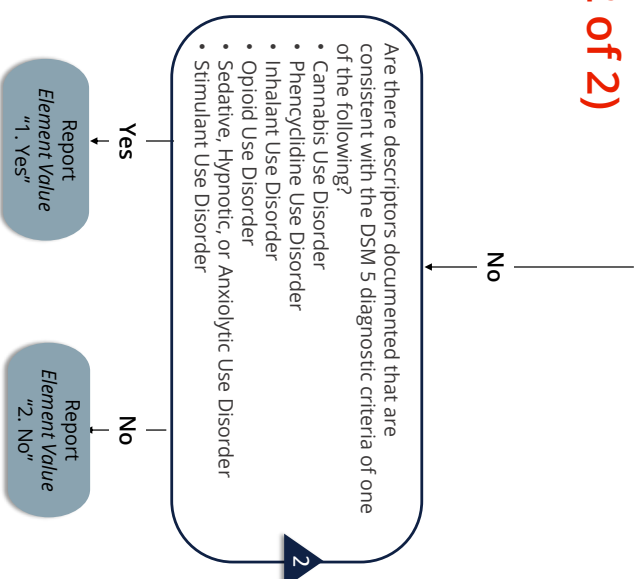 of 2)
No
Are there descriptors documented that are
consistent with the DSM 5 diagnostic criteria of one
of the following?
• Cannabis Use Disorder
• Phencyclidine Use Disorder
• Inhalant Use Disorder
• Opioid Use Disorder
• Sedative, Hypnotic, or Anxiolytic Use Disorder
• Stimulant Use Disorder
2
Yes
No
Report
Element Value
"1. Yes"
Report
Element Value
"2. No"